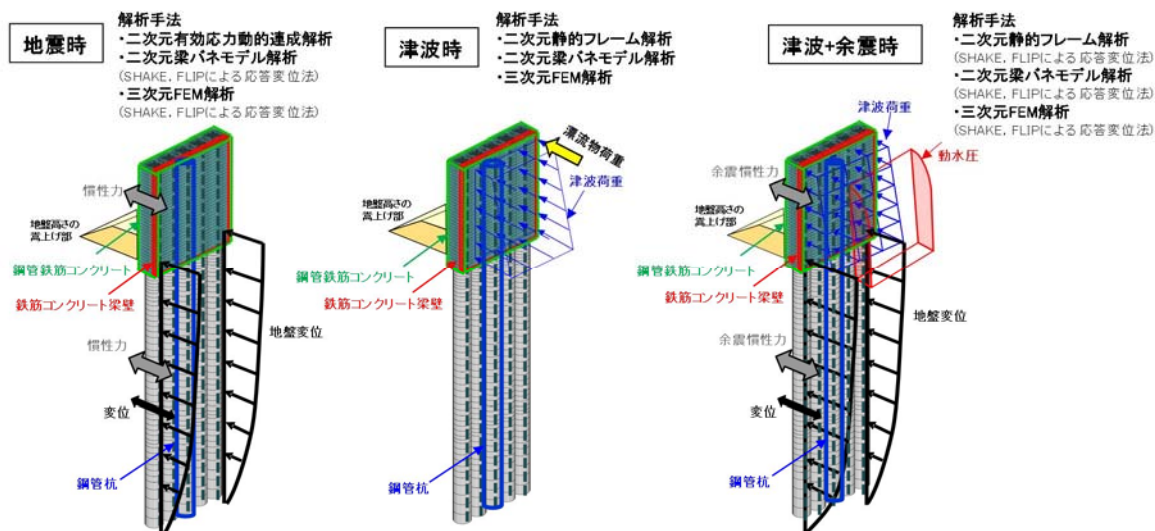 地震時
解析手法
・二次元有効応力動的達成解析
・二次元梁バネモデル解析
(SHAKE, FLIPによる応答変位法)
・三次元FEM解析
(SHAKE, FLIPによる応答変位法)
慣性力
地盤高さの
嵩上げ部
鋼管鉄筋コンクリート
鉄筋コンクリート梁壁
慣性力
地盤変位
変位
鋼管杭
津波時
解析手法
・二次元静的フレーム解析
・二次元梁バネモデル解析
・三次元FEM解析
漂流物荷重
津波荷重
地盤高さの
嵩上げ部
鋼管鉄筋コンクリート
鉄筋コンクリート梁壁
鋼管杭
津波+余震時
解析手法
・二次元静的フレーム解析
(SHAKE, FLIPによる応答変位法)
・二次元梁バネモデル解析
(SHAKE, FLIPによる応答変位法)
・三次元FEM解析
(SHAKE, FLIPによる応答変位法)
津波荷重
動水圧
余震慣性力
地盤高さの
嵩上げ部
鋼管鉄筋コンクリート
鉄筋コンクリート梁壁
地盤変位
余震慣性力
変位
鋼管杭